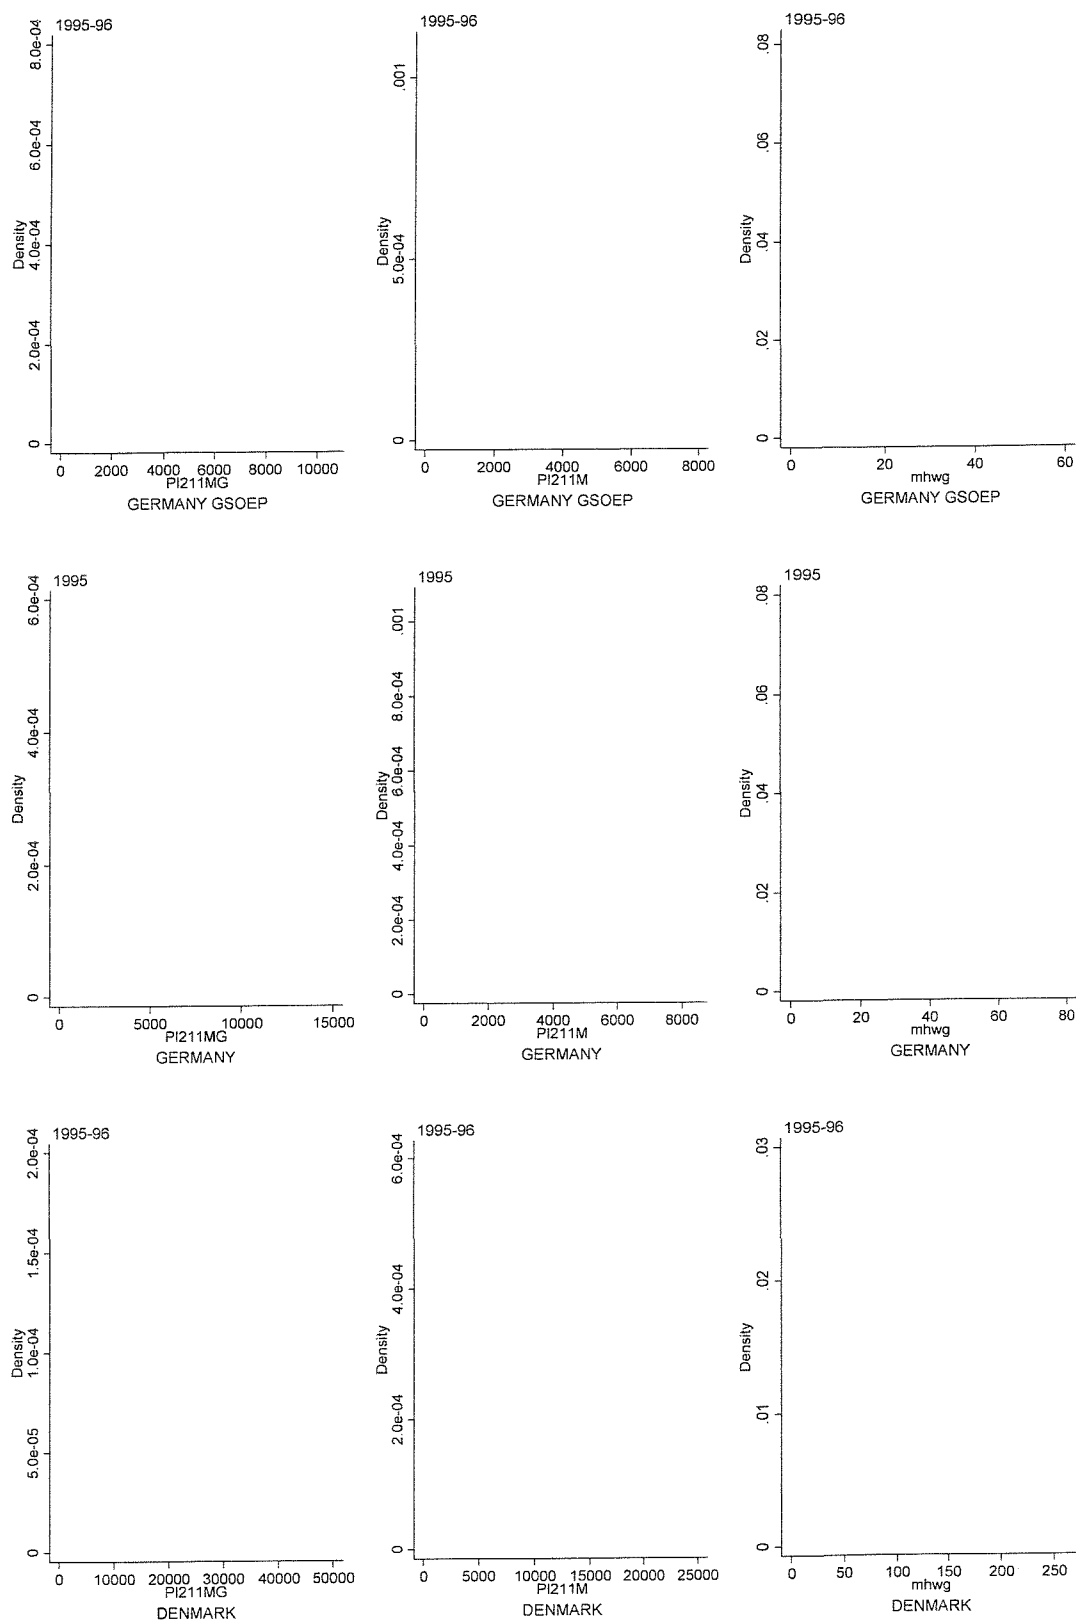 1995-96
8.0e-04
6.0e-04
4.0e-04
2.0e-04
0
Density
0 2000 4000 6000 8000 10000
PI211MG
GERMANY GSOEP
1995-96
.001
5.0e-04
0
Density
0 2000 4000 6000 8000
PI211M
GERMANY GSOEP
1995-96
.08
.06
.04
.02
0
Density
0 20 40 60
mhwg
GERMANY GSOEP
1995
6.0e-04
4.0e-04
2.0e-04
0
Density
0 5000 10000 15000
PI211MG
GERMANY
1995
.001
8.0e-04
6.0e-04
4.0e-04
2.0e-04
0
Density
0 2000 4000 6000 8000
PI211M
GERMANY
1995
.08
.06
.04
.02
0
Density
0 20 40 60 80
mhwg
GERMANY
1995-96
2.0e-04
1.5e-04
1.0e-04
5.0e-05
0
Density
0 10000 20000 30000 40000 50000
PI211MG
DENMARK
1995-96
6.0e-04
4.0e-04
2.0e-04
0
Density
0 5000 10000 15000 20000 25000
PI211M
DENMARK
1995-96
.03
.02
.01
0
Density
0 50 100 150 200 250
mhwg
DENMARK